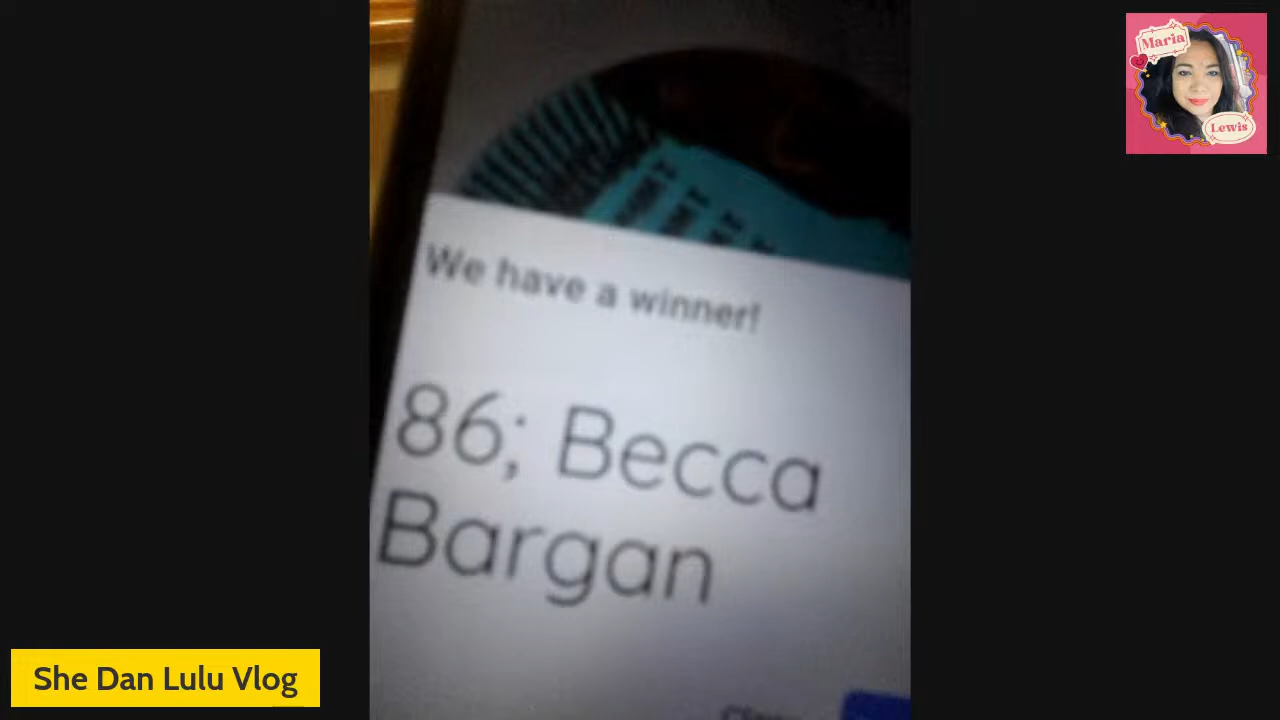 Maria
Lewis
We have a winner!
86; Becca
Bargan
She Dan Lulu Vlog